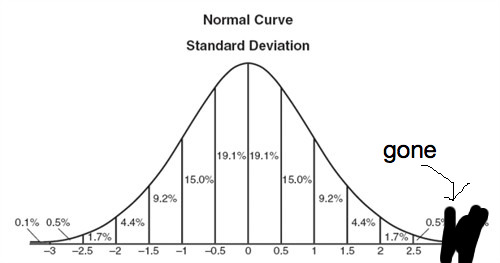 Normal Curve
Standard Deviation
gone
19.1% 19.1%
15.0% 15.0%
9.2% 9.2%
0.1% 0.5% 4.4% 4.4%
1.7% 1.7%
−3 −2.5 −2 −1.5 −1 −0.5 0 0.5 1 1.5 2 2.5